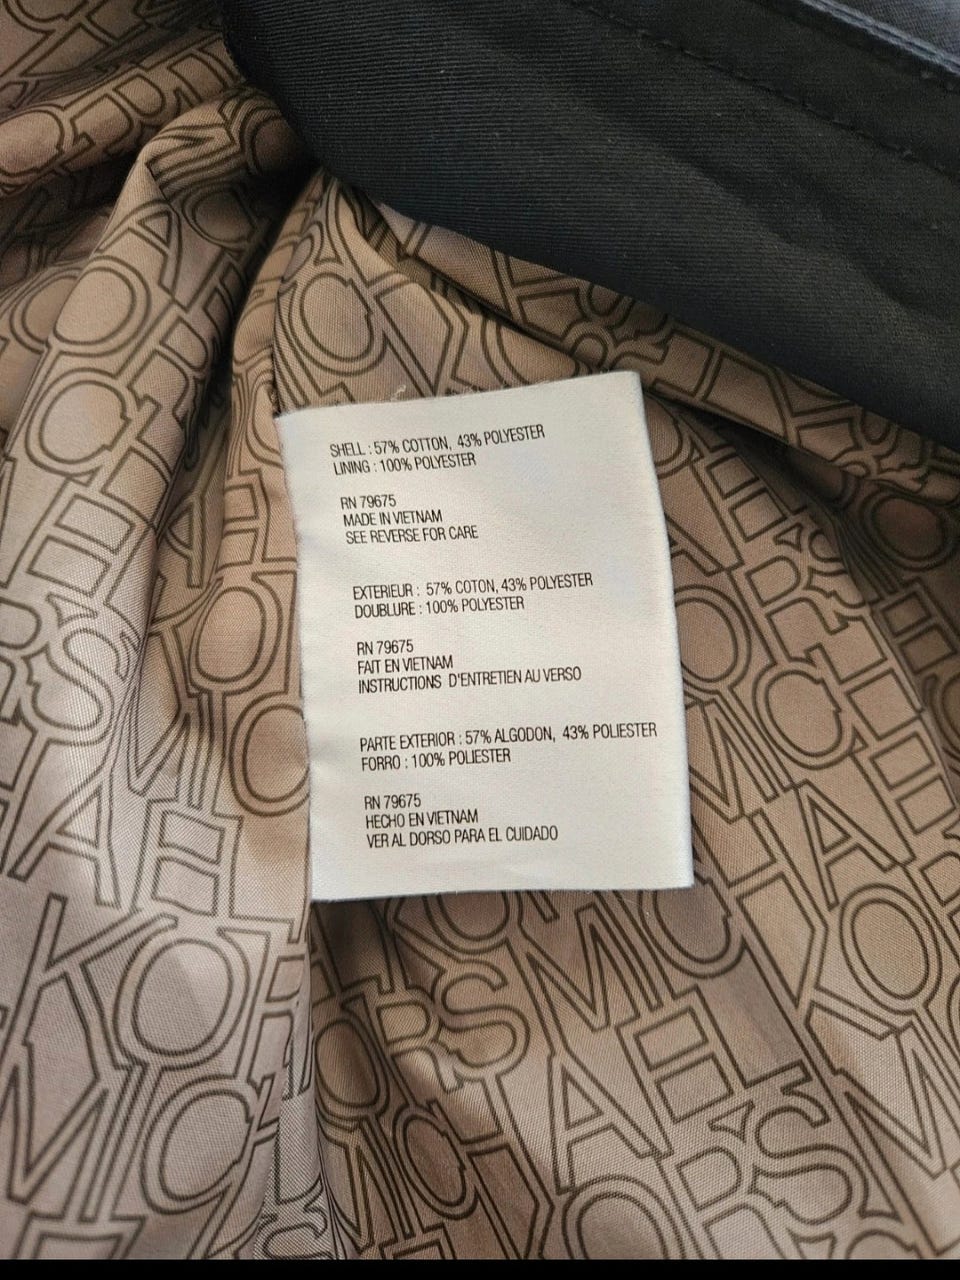 SHELL : 57% COTTON, 43% POLYESTER
LINING : 100% POLYESTER
RN 79675
MADE IN VIETNAM
SEE REVERSE FOR CARE
EXTERIEUR : 57% COTON, 43% POLYESTER
DOUBLURE : 100% POLYESTER
RN 79675
FAIT EN VIETNAM
INSTRUCTIONS D'ENTRETIEN AU VERSO
PARTE EXTERIOR : 57% ALGODON, 43% POLIESTER
FORRO : 100% POLIESTER
RN 79675
HECHO EN VIETNAM
VER AL DORSO PARA EL CUIDADO